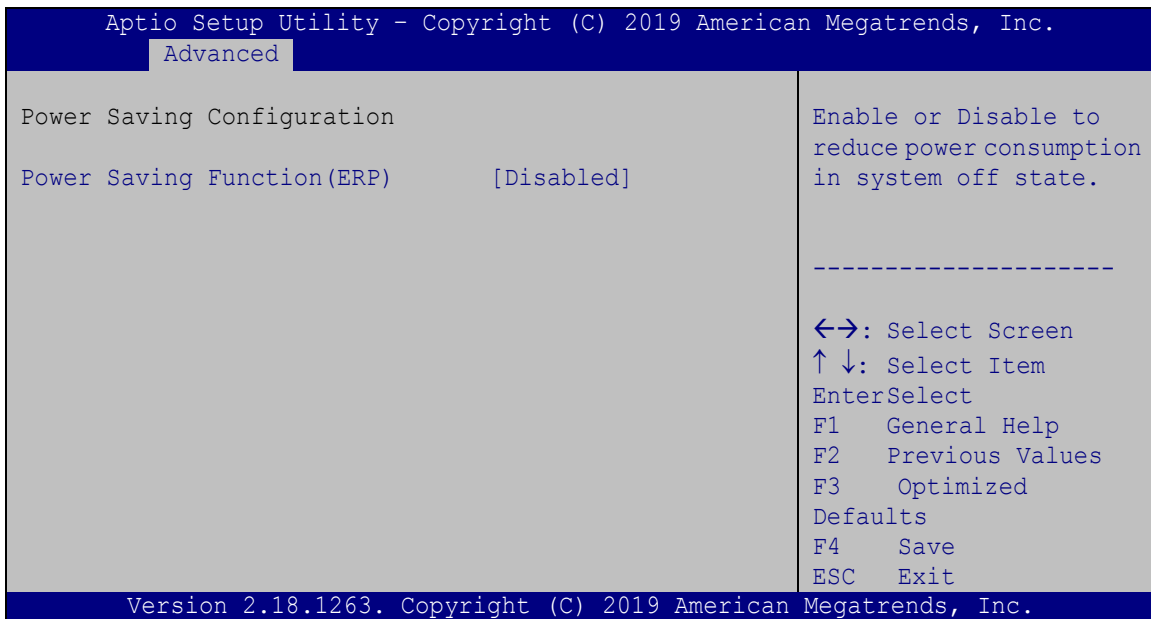 Aptio Setup Utility – Copyright (C) 2019 American Megatrends, Inc.
Advanced
Power Saving Configuration
Power Saving Function(ERP) [Disabled]
Enable or Disable to
reduce power consumption
in system off state.
---------------------
←→: Select Screen
↑ ↓: Select Item
EnterSelect
F1 General Help
F2 Previous Values
F3 Optimized
Defaults
F4 Save
ESC Exit
Version 2.18.1263. Copyright (C) 2019 American Megatrends, Inc.